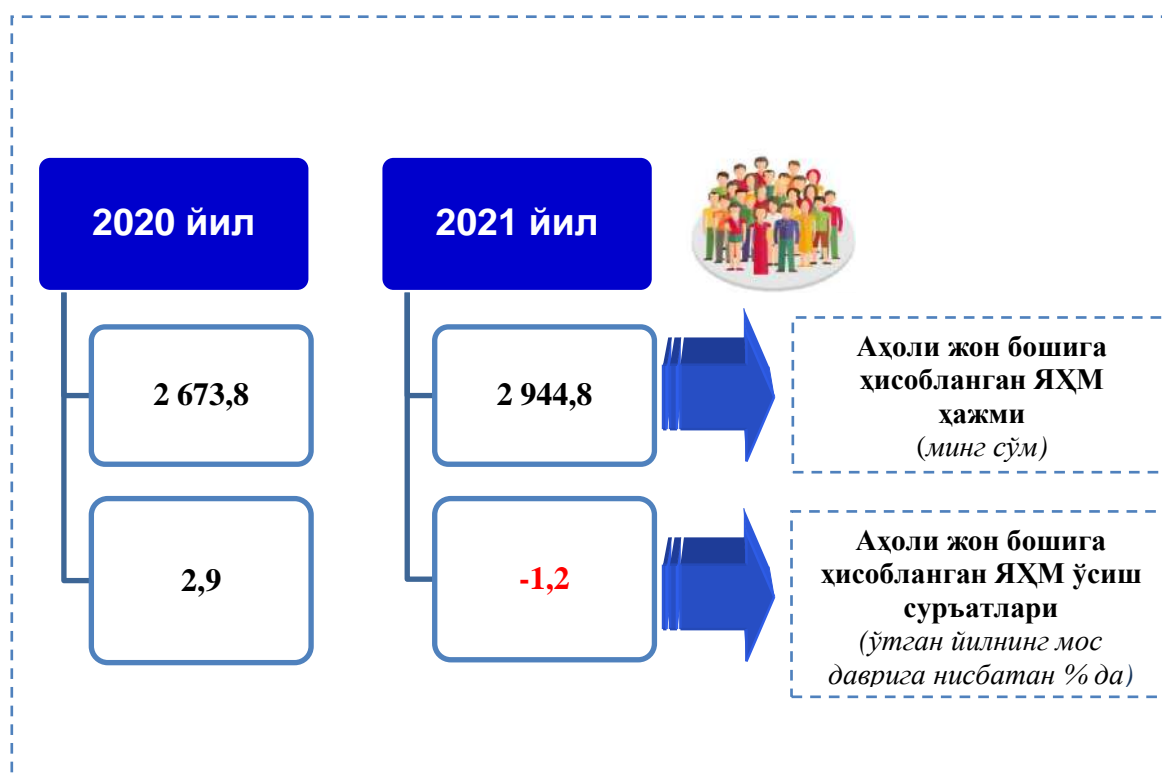 2020 йил
2021 йил
2 673,8
2 944,8
Аҳоли жон бошига
ҳисобланган ЯҲМ
ҳажми
(минг сўм)
2,9
-1,2
Аҳоли жон бошига
ҳисобланган ЯҲМ ўсиш
суръатлари
(ўтган йилнинг мос
даврига нисбатан % да)